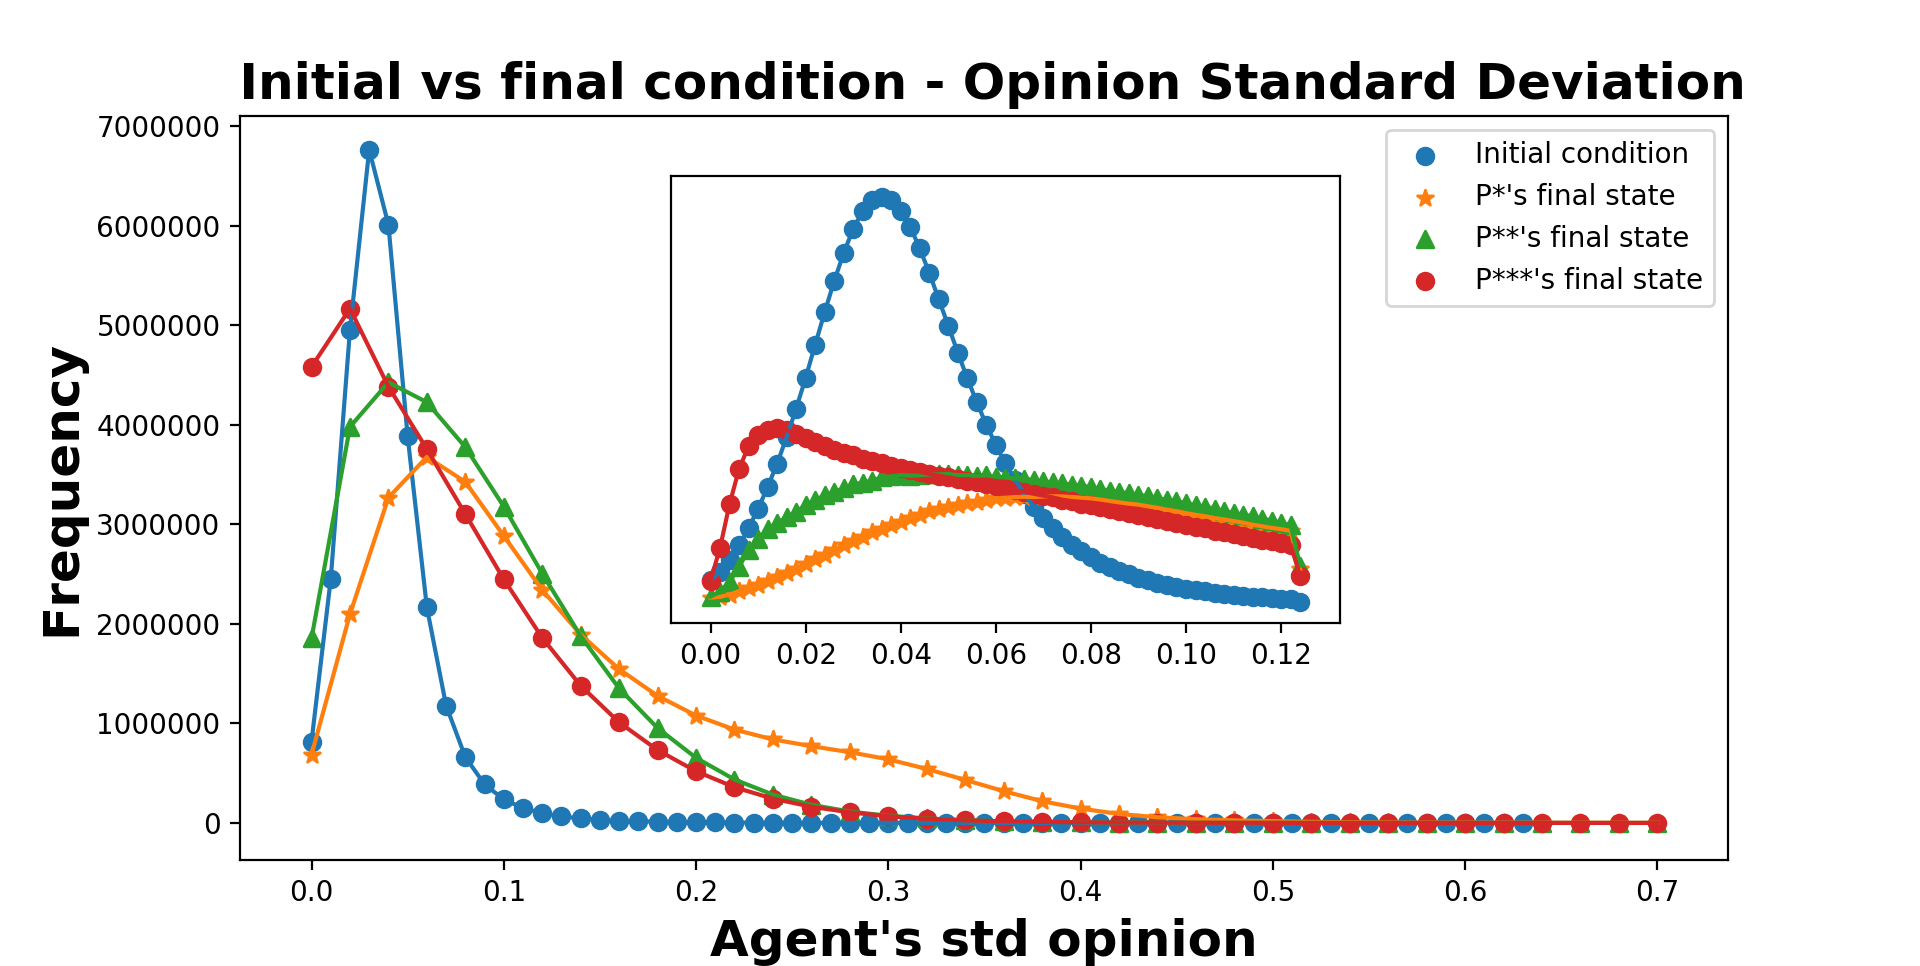 Initial vs final condition - Opinion Standard Deviation
7000000
6000000
5000000
4000000
3000000
2000000
1000000
0
Frequency
Initial condition
P*'s final state
P**'s final state
P***'s final state
0.00 0.02 0.04 0.06 0.08 0.10 0.12
0.0 0.1 0.2 0.3 0.4 0.5 0.6 0.7
Agent's std opinion